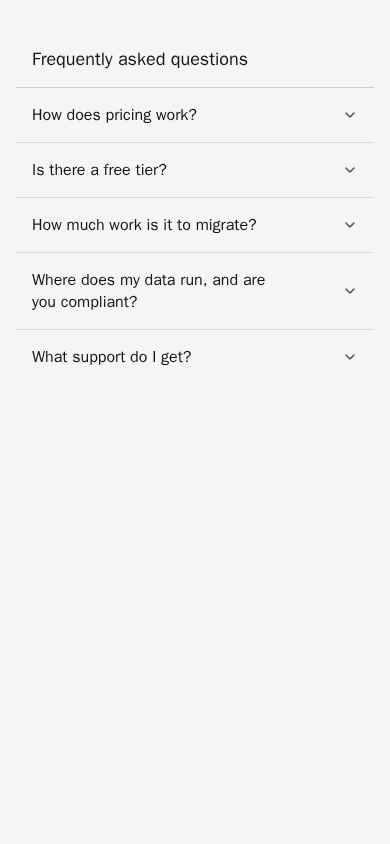 Frequently asked questions
How does pricing work?
Is there a free tier?
How much work is it to migrate?
Where does my data run, and are
you compliant?
What support do I get?